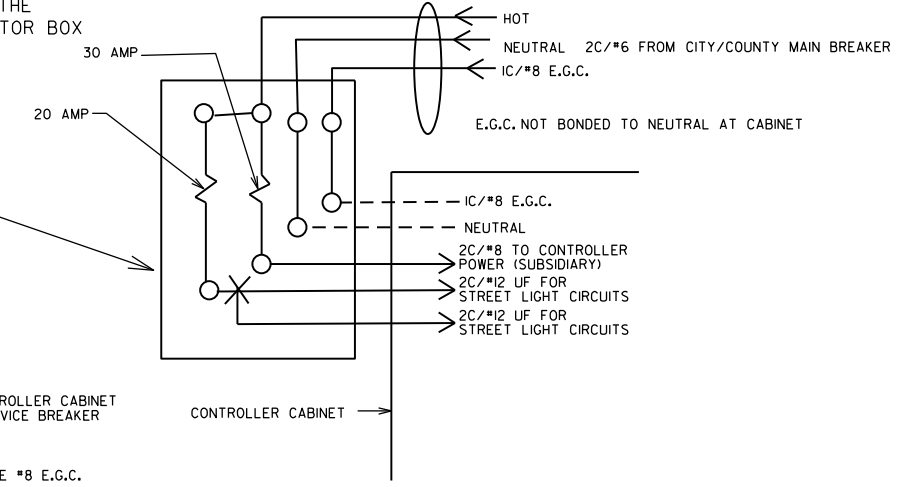 THE
TOR BOX
HOT
30 AMP
NEUTRAL 2C/#6 FROM CITY/COUNTY MAIN BREAKER
1C/#8 E.G.C.
20 AMP
E.G.C. NOT BONDED TO NEUTRAL AT CABINET
1C/#8 E.G.C.
NEUTRAL
2C/#8 TO CONTROLLER
POWER (SUBSIDIARY)
2C/#12 UF FOR
STREET LIGHT CIRCUITS
2C/#12 UF FOR
STREET LIGHT CIRCUITS
ROLLER CABINET
VICE BREAKER
CONTROLLER CABINET
E #8 E.G.C.